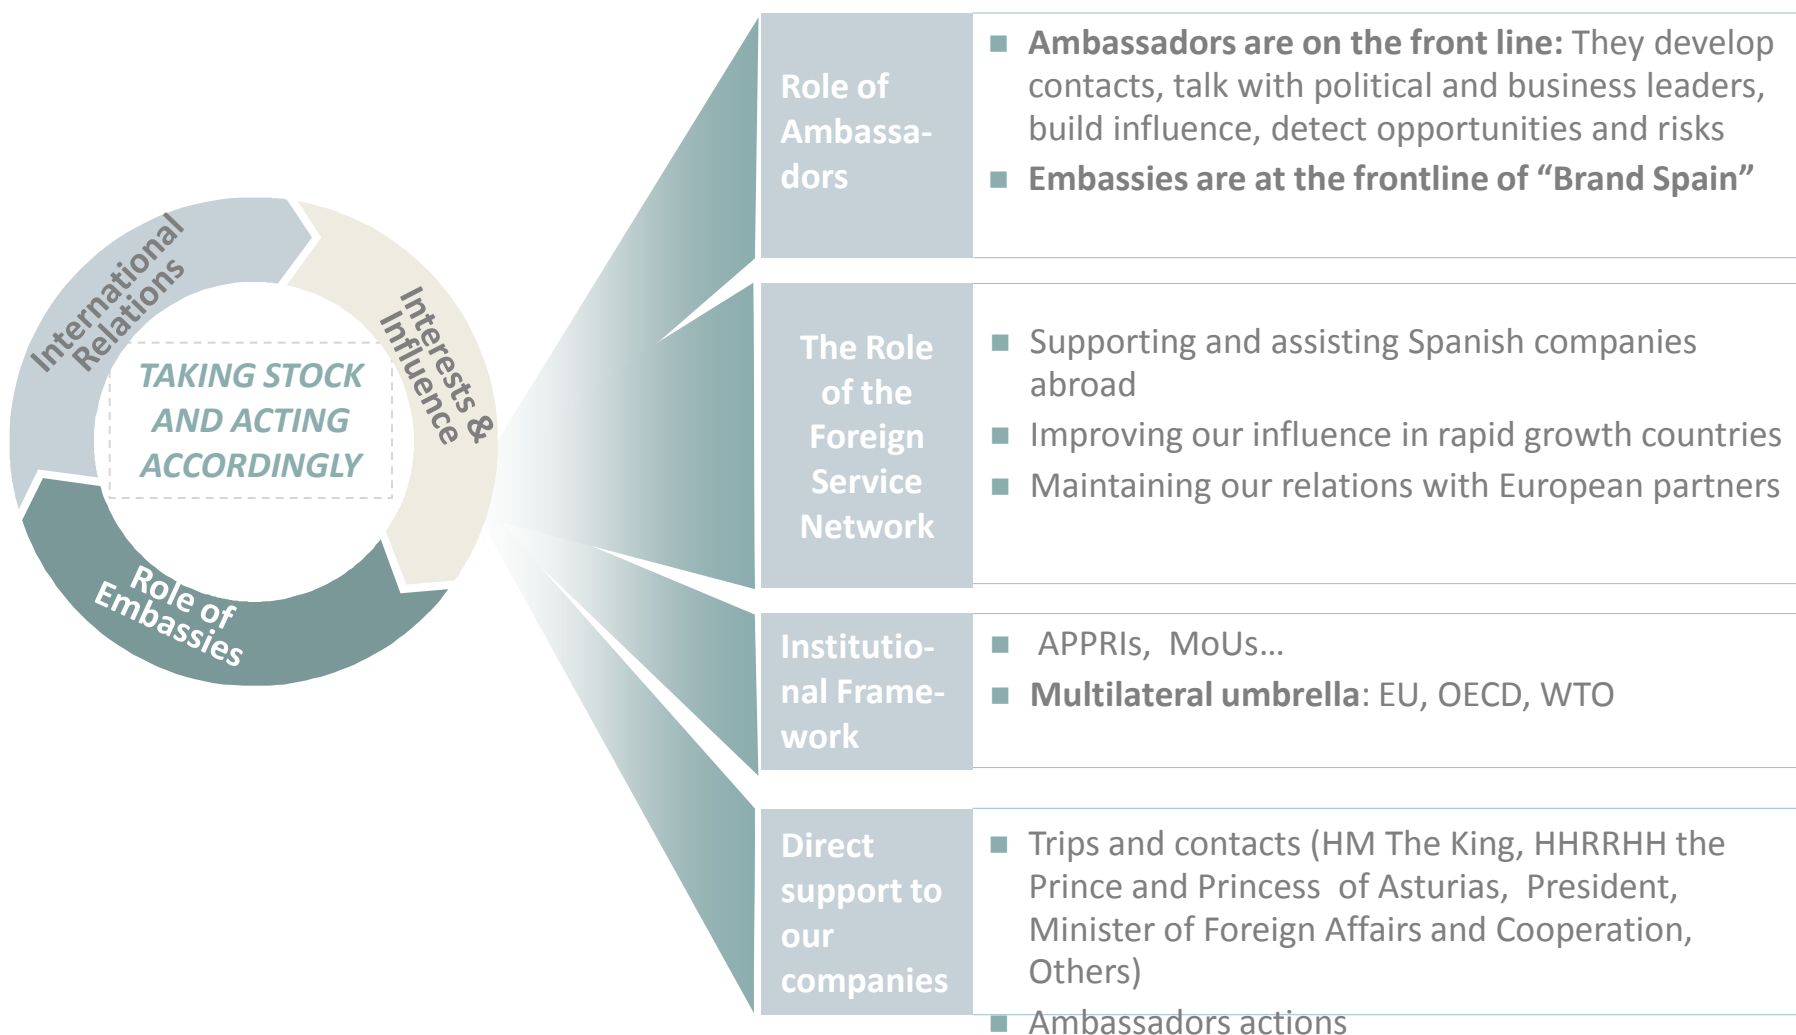 International
Relations
Interests &
Influence
TAKING STOCK
AND ACTING
ACCORDINGLY
Role of
Embassies
Role of
Ambassa-
dors
■ Ambassadors are on the front line: They develop
contacts, talk with political and business leaders,
build influence, detect opportunities and risks
■ Embassies are at the frontline of “Brand Spain”
The Role
of the
Foreign
Service
Network
■ Supporting and assisting Spanish companies
abroad
■ Improving our influence in rapid growth countries
■ Maintaining our relations with European partners
Institutio-
nal Frame-
work
■ APPRIs, MoUs…
■ Multilateral umbrella: EU, OECD, WTO
Direct
support to
our
companies
■ Trips and contacts (HM The King, HHRRHH the
Prince and Princess of Asturias, President,
Minister of Foreign Affairs and Cooperation,
Others)
■ Ambassadors actions